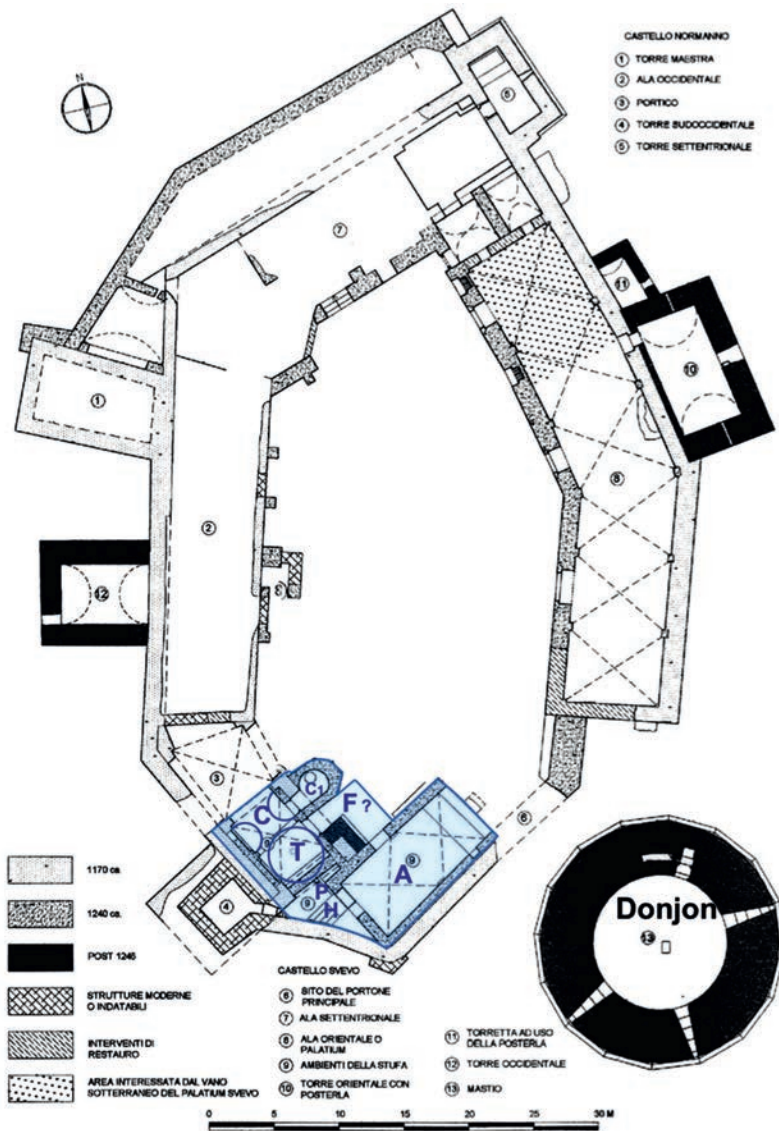 N
CASTELLO NORMANNO
① TORRE MAESTRA
② ALA OCCIDENTALE
③ PORTICO
④ TORRE SUDOCCIDENTALE
⑤ TORRE SETTENTRIONALE
⑤
⑦
⑪
⑩
①
⑧
②
⑫
③
C1
C
F ?
⑥
⑨
T
A
P
⑨
H
④
Donjon
⑬
1170 ca.
1240 ca.
POST 1245
STRUTTURE MODERNE
O INDATABILI
INTERVENTI DI
RESTAURO
AREA INTERESSATA DAL VANO
SOTTERANEO DEL PALATIUM SVEVO
CASTELLO SVEVO
⑥ SITO DEL PORTONE
PRINCIPALE
⑦ ALA SETTENTRIONALE
⑧ ALA ORIENTALE O
PALATIUM
⑨ AMBIENTI DELLA STUFA
⑩ TORRE ORIENTALE CON
POSTERLA
⑪ TORRETTA AD USO
DELLA POSTERLA
⑫ TORRE OCCIDENTALE
⑬ MASTIO
0 5 10 15 20 25 30 M